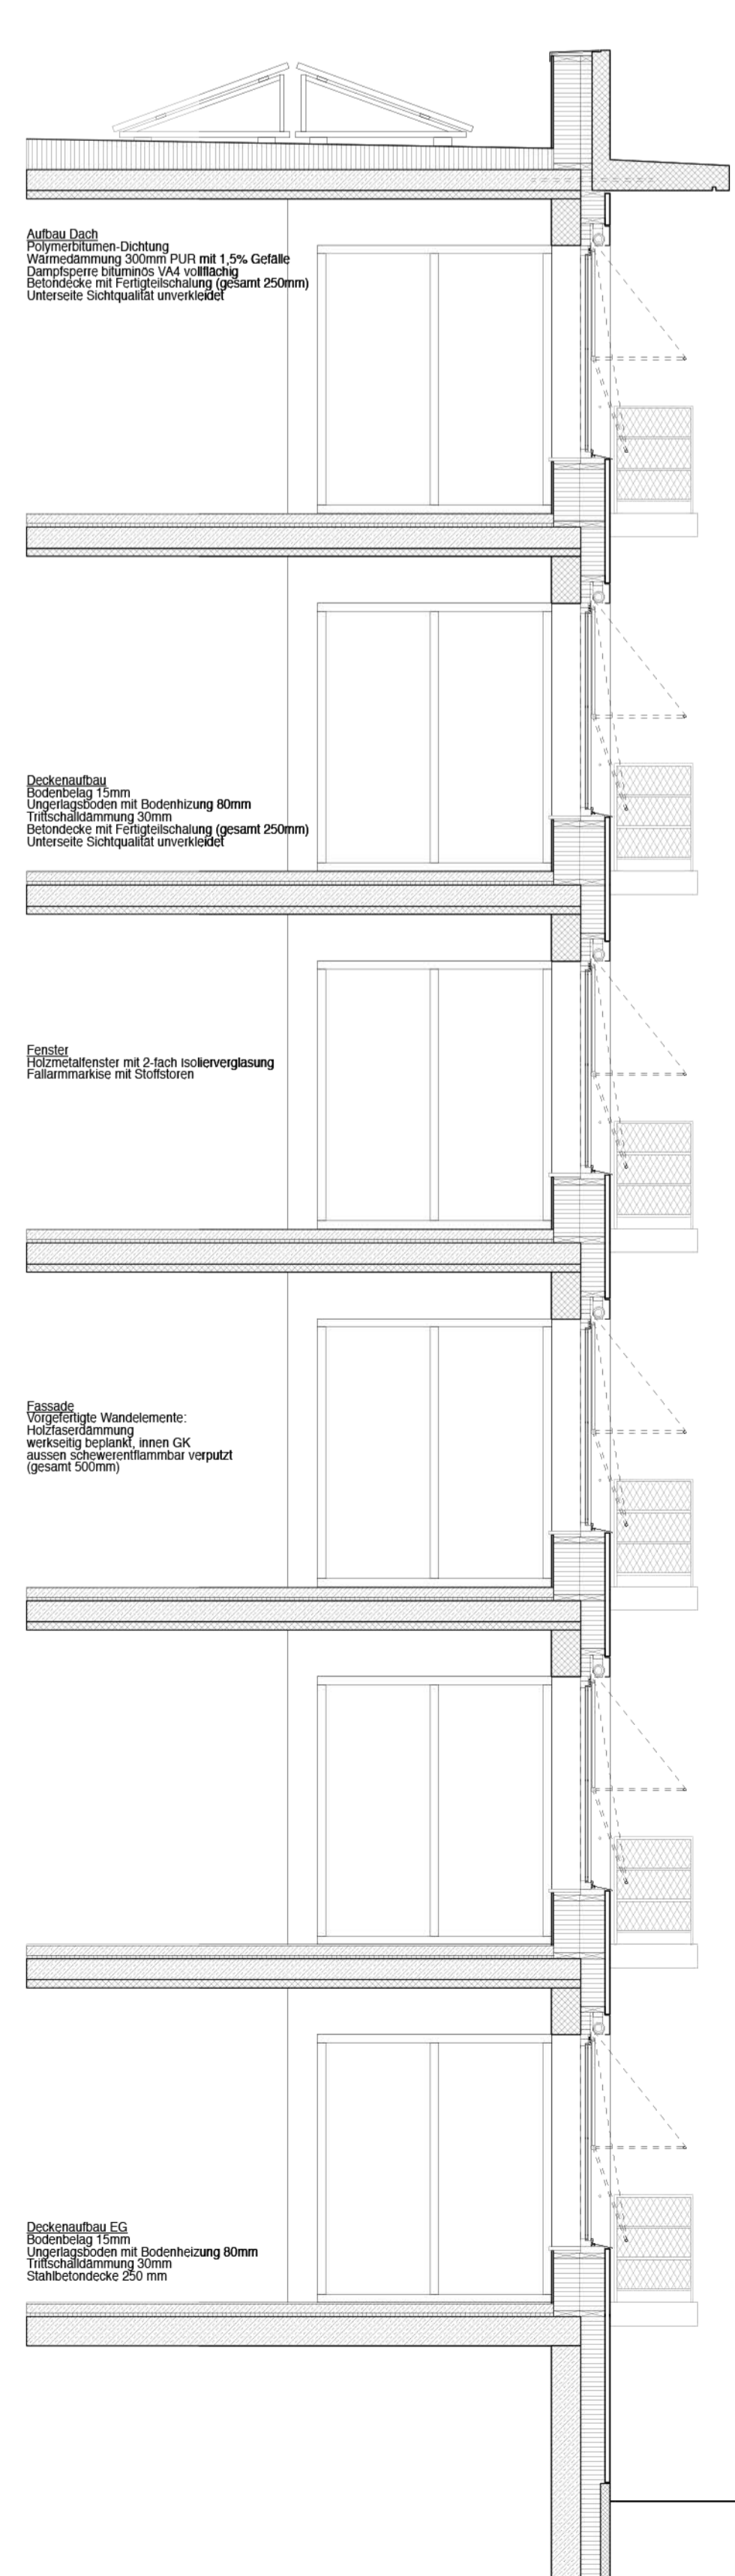 Aufbau Dach
Polymerbitumen-Dichtung
Wärmedämmung 300mm PUR mit 1,5% Gefälle
Dampfsperre bituminös VA4 vollflächig
Betondecke mit Fertigteilschalung (gesamt 250mm)
Unterseite Sichtqualität unverkleidet
Deckenaufbau
Bodenbelag 15mm
Ungerlagsboden mit Bodenhizung 80mm
Trittschalldämmung 30mm
Betondecke mit Fertigteilschalung (gesamt 250mm)
Unterseite Sichtqualität unverkleidet
Fenster
Holzmetalfenster mit 2-fach Isolierverglasung
Fallarmmarkise mit Stoffstoren
Fassade
Vorgefertigte Wandelemente:
Holzfaserdämmung
werkseitig beplankt, innen GK
aussen schewerentflammbar verputzt
(gesamt 500mm)
Deckenaufbau EG
Bodenbelag 15mm
Ungerlagsboden mit Bodenheizung 80mm
Trittschalldämmung 30mm
Stahlbetondecke 250 mm